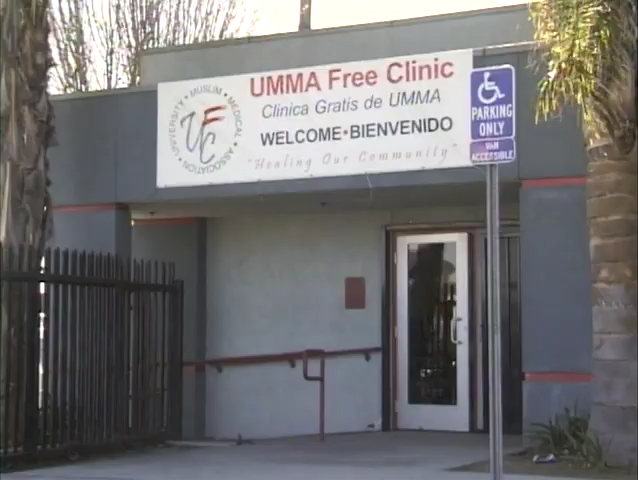 UNIVERSITY • MUSLIM • MEDICAL • ASSOCIATION •
UFC
UMMA Free Clinic
Clinica Gratis de UMMA
WELCOME•BIENVENIDO
"Healing Our Community"
PARKING
ONLY
VAN
ACCESSIBLE